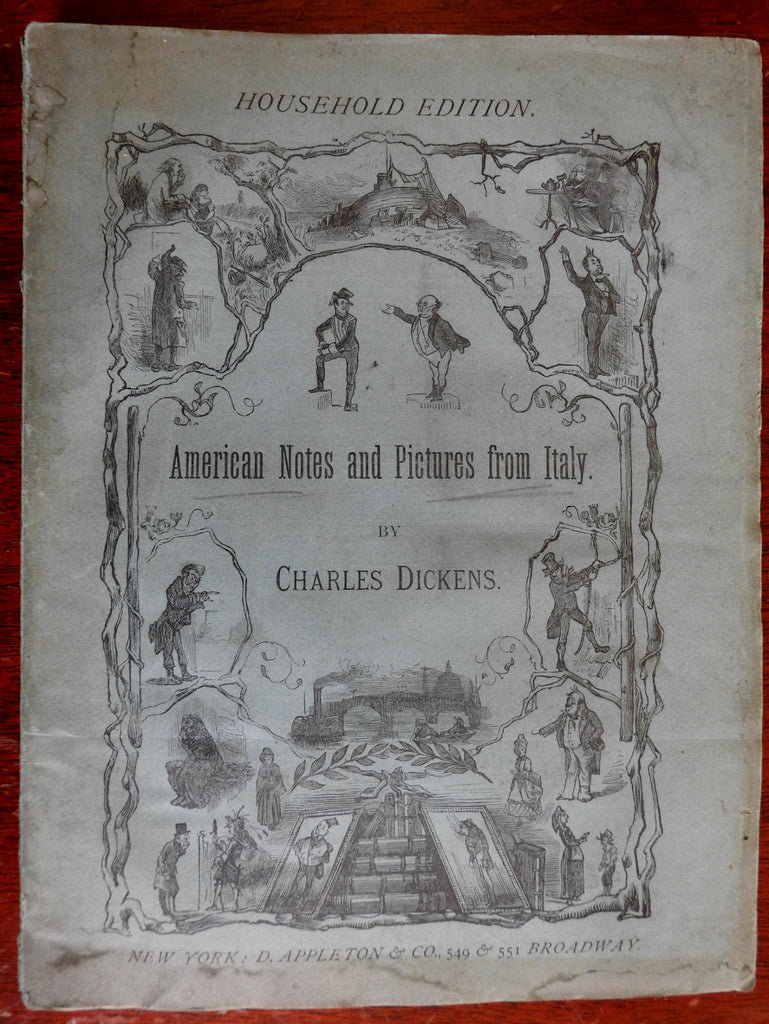 HOUSEHOLD EDITION.
American Notes and Pictures from Italy.
BY
CHARLES DICKENS.
NEW YORK: D. APPLETON & CO., 549 & 551 BROADWAY.